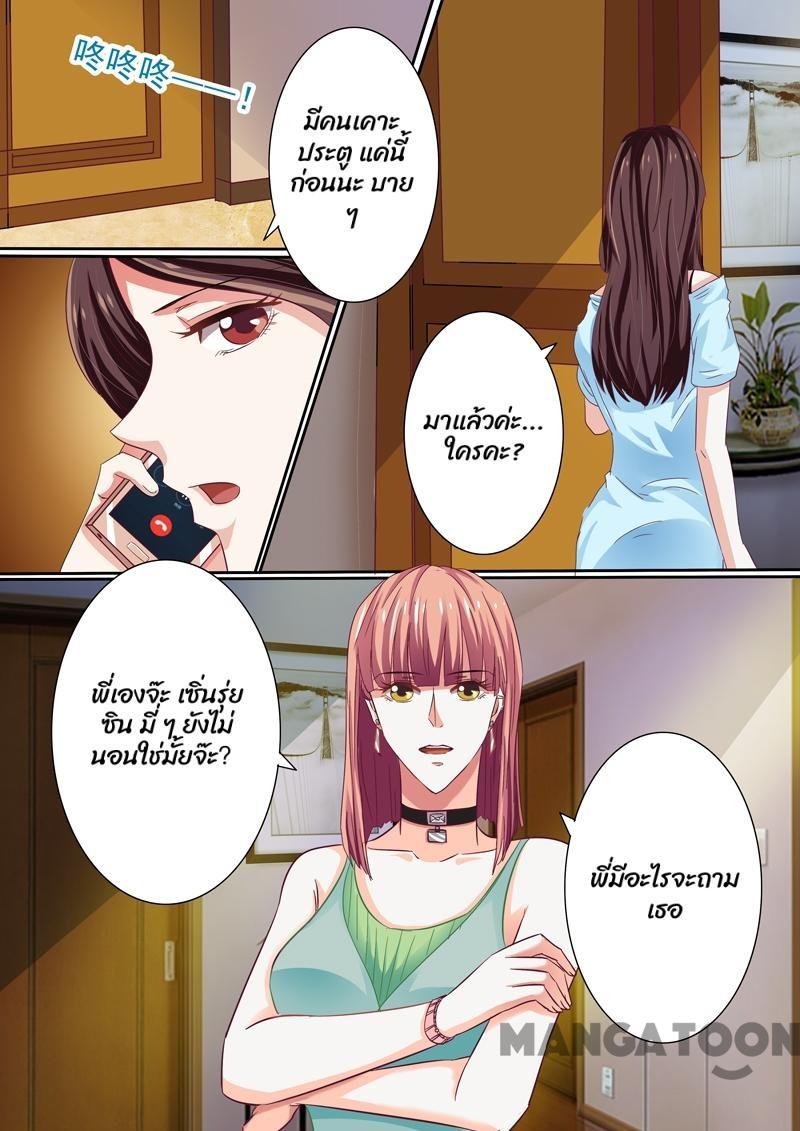 咚咚咚——!
มีคนเคาะ
ประตู แค่นี้
ก่อนนะ บาย
ๆ
มาแล้วค่ะ...
ใครคะ?
พี่เองจ๊ะ เซิ่นรุ่ย
ซิน มี่ ๆ ยังไม่
นอนใช่มั้ยจ๊ะ?
พี่มีอะไรจะถาม
เธอ
MANGATOON